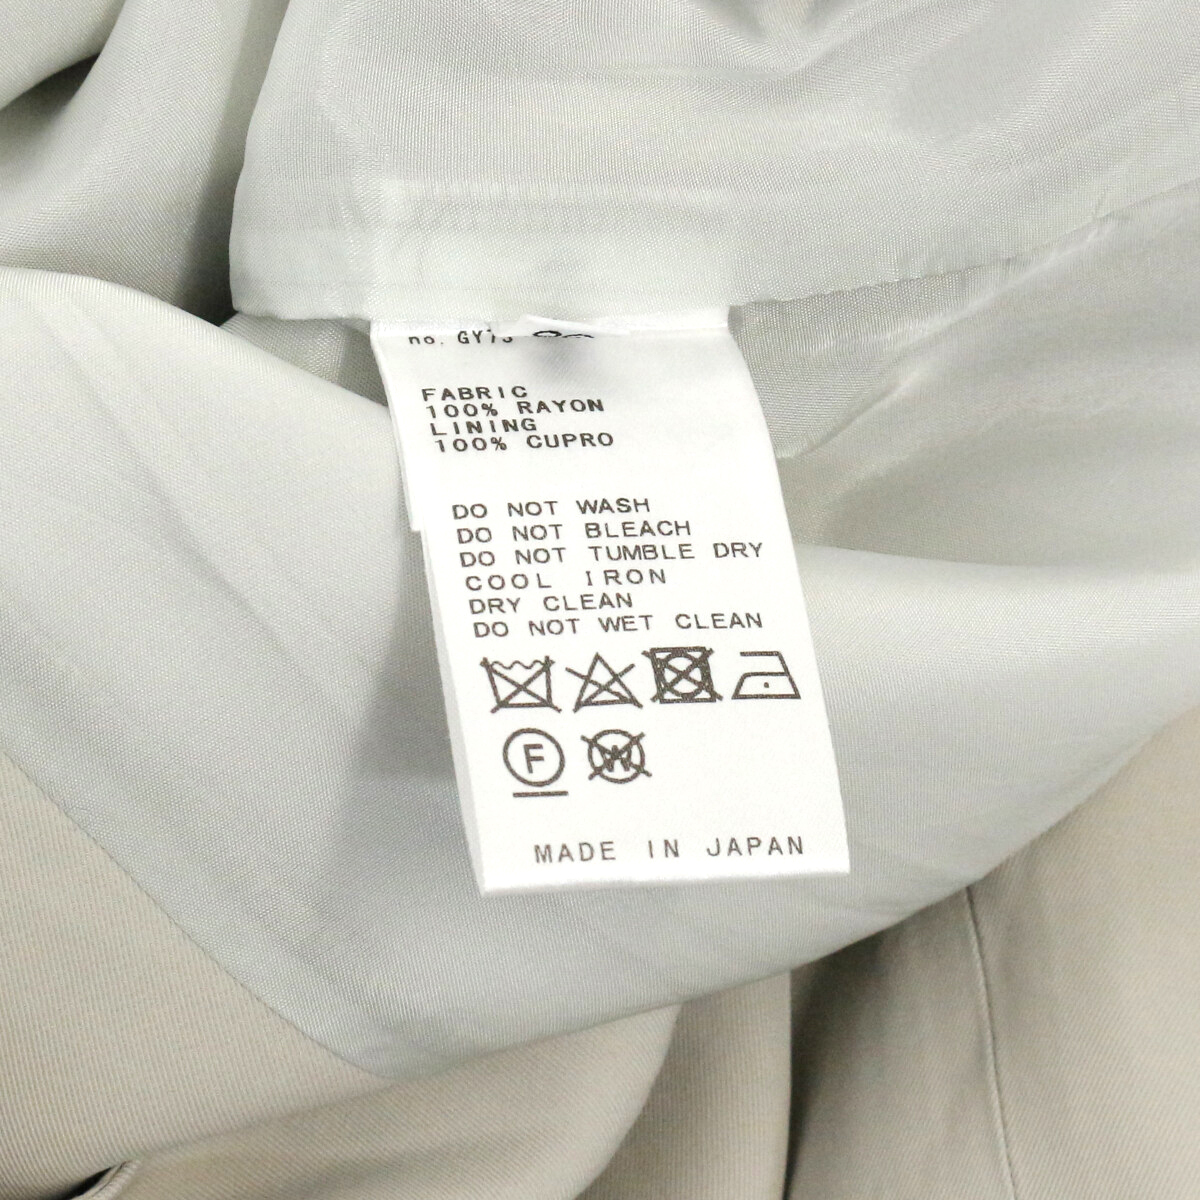 no.
FABRIC
100% RAYON
LINING
100% CUPRO
DO NOT WASH
DO NOT BLEACH
DO NOT TUMBLE DRY
COOL IRON
DRY CLEAN
DO NOT WET CLEAN
F
W
MADE IN JAPAN